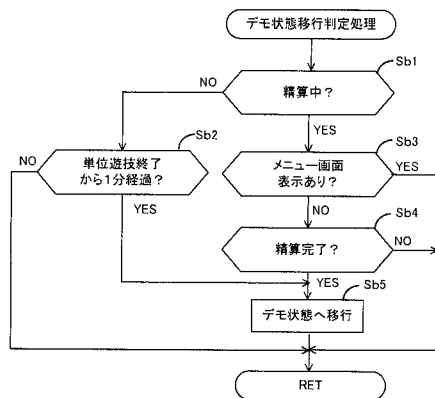 デモ状態移行判定処理
Sb1
精算中？
NO
YES
Sb2
Sb3
NO
単位遊技終了
から1分経過？
メニュー画面
表示あり？
YES
YES
NO
Sb4
精算完了？
NO
YES
Sb5
デモ状態へ移行
RET